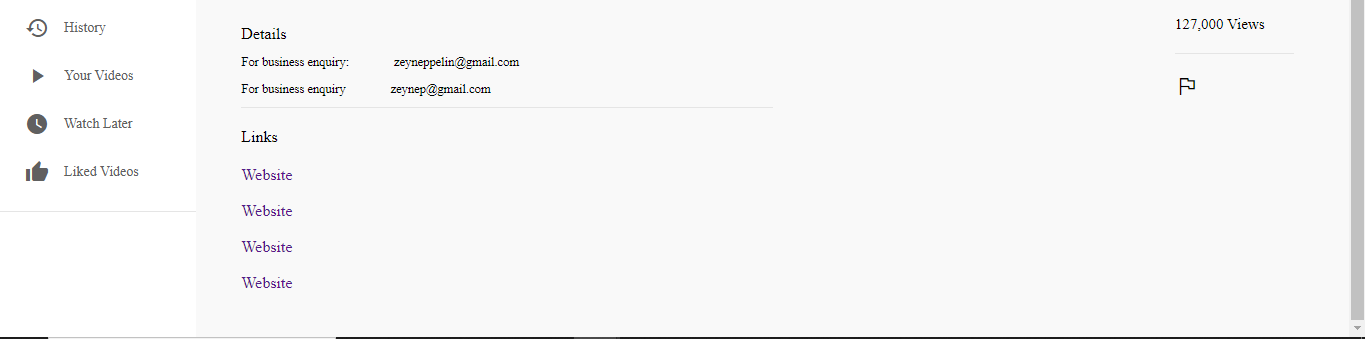 History
Your Videos
Watch Later
Liked Videos
Details
For business enquiry: zeyneppelin@gmail.com
For business enquiry zeynep@gmail.com
Links
Website
Website
Website
Website
127,000 Views